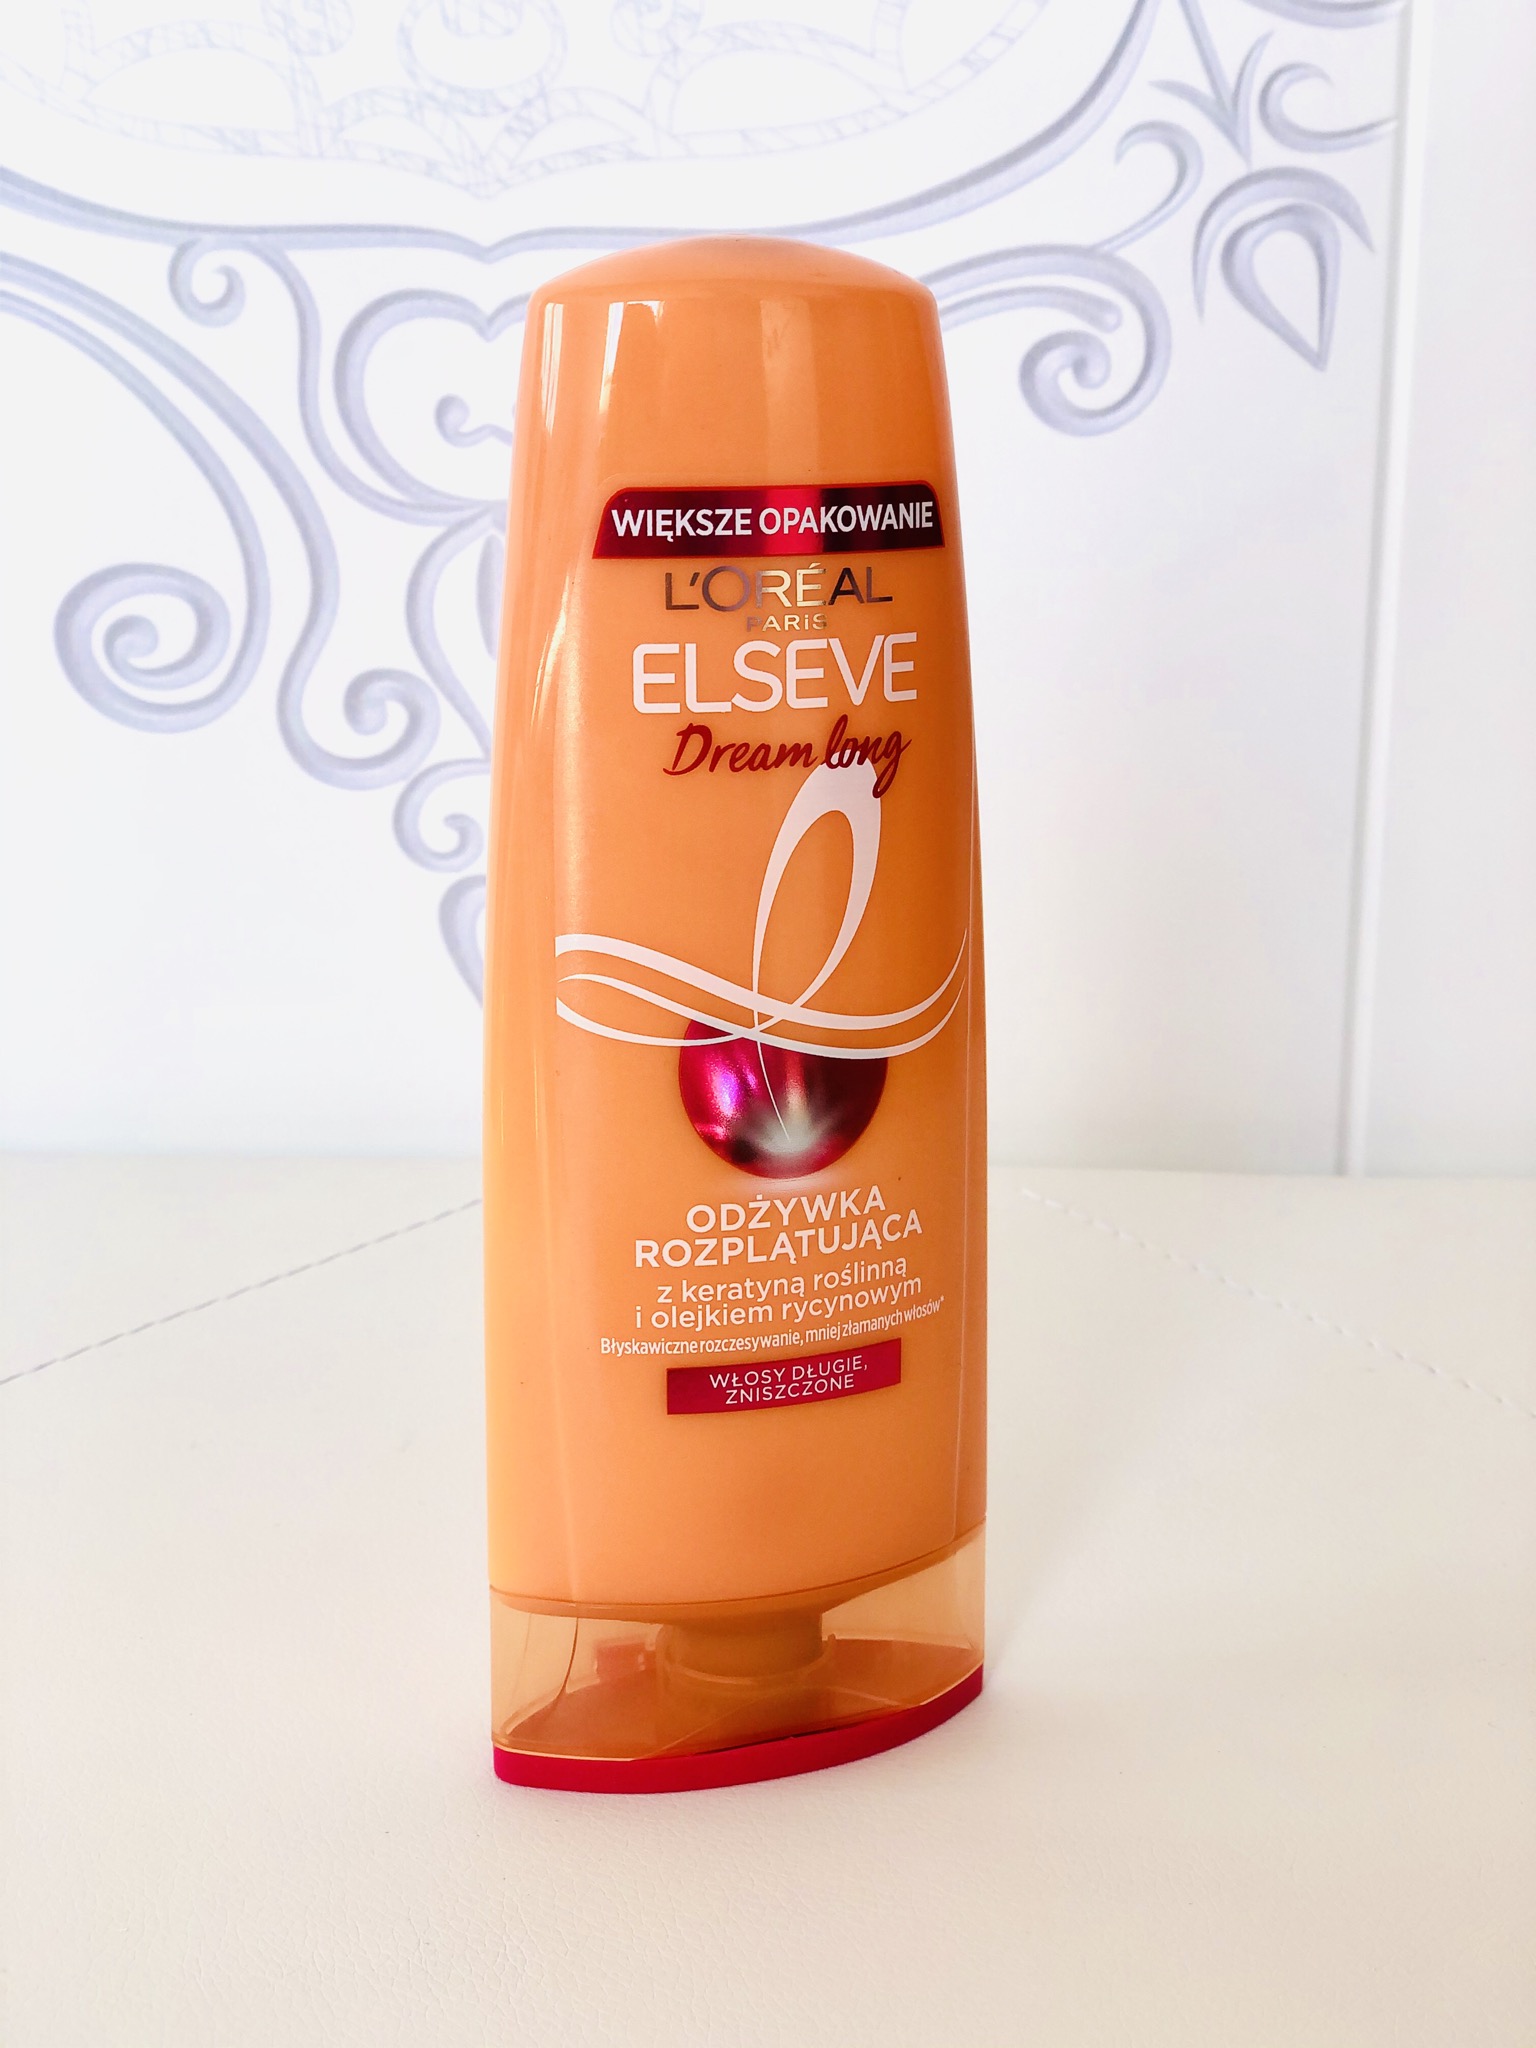 WIĘKSZE OPAKOWANIE
L'ORÉAL
PARiS
ELSEVE
Dream long
ODŻYWKA
ROZPLĄTUJĄCA
z keratyną roślinną
i olejkiem rycynowym
Błyskawiczne rozczesywanie, mniej złamanych włosów*
WŁOSY DŁUGIE,
ZNISZCZONE